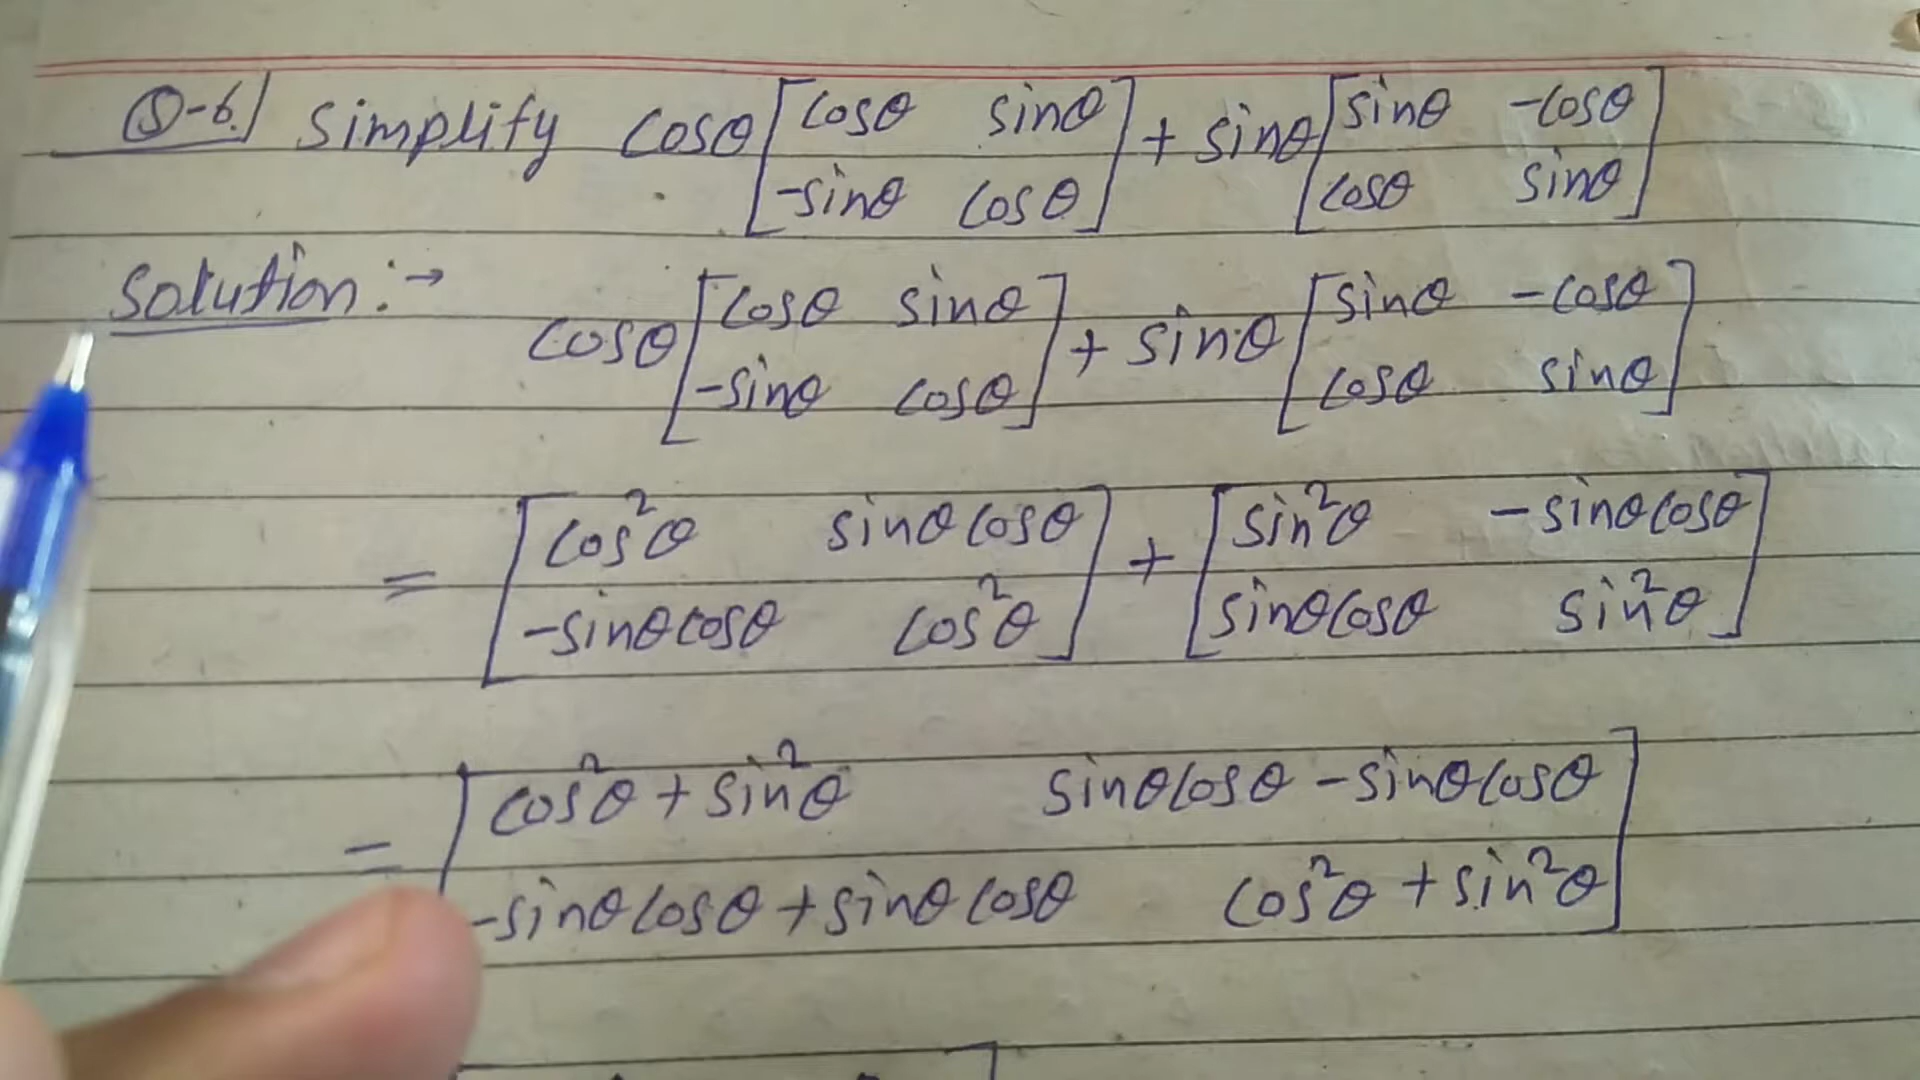 Q-6. Simplify cosθ [cosθ sinθ -sinθ cosθ] + sinθ [sinθ -cosθ cosθ sinθ]
Solution :→
cosθ [cosθ sinθ -sinθ cosθ] + sinθ [sinθ -cosθ cosθ sinθ]
= [cos²θ sinθcosθ -sinθcosθ cos²θ] + [sin²θ -sinθcosθ sinθcosθ sin²θ]
= [cos²θ + sin²θ sinθcosθ - sinθcosθ -sinθcosθ + sinθcosθ cos²θ + sin²θ]